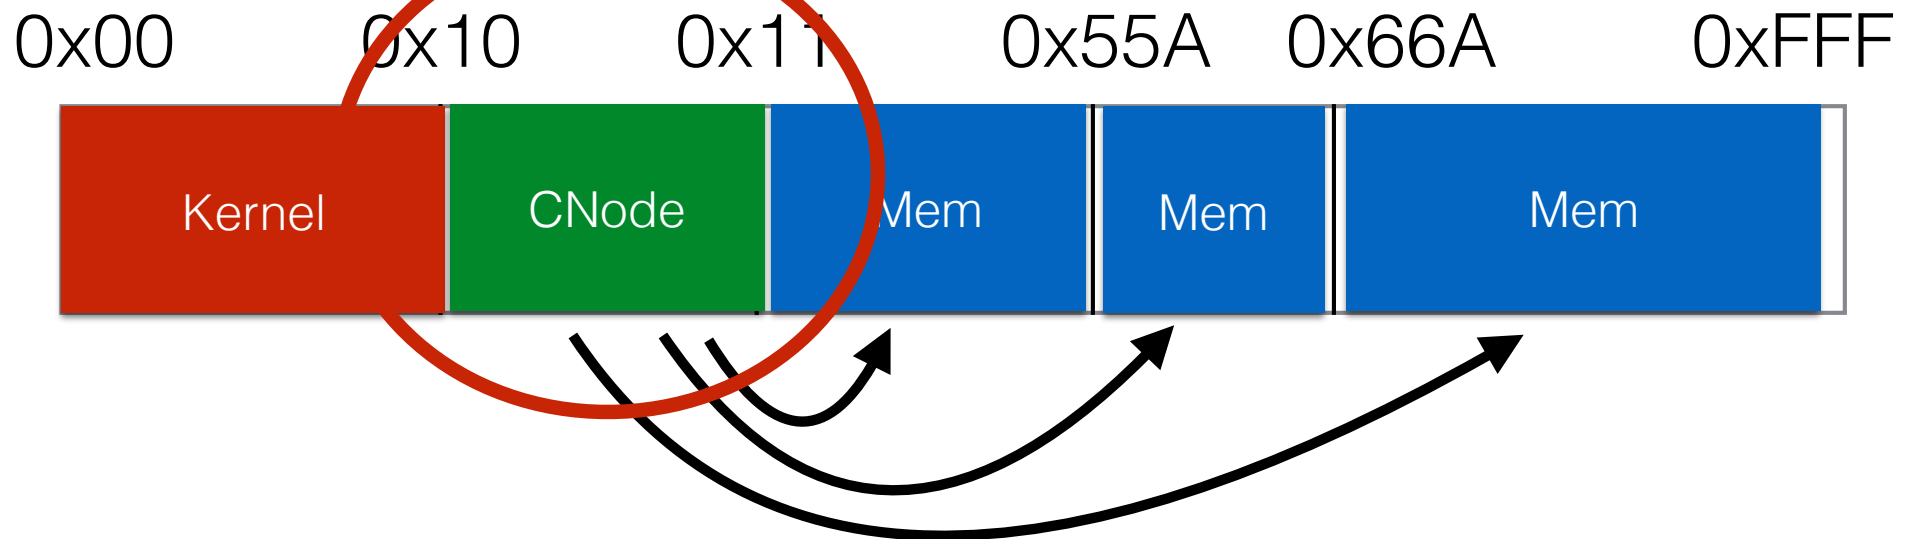 0x00 0x10 0x11 0x55A 0x66A 0xFFF
Kernel CNode Mem Mem Mem